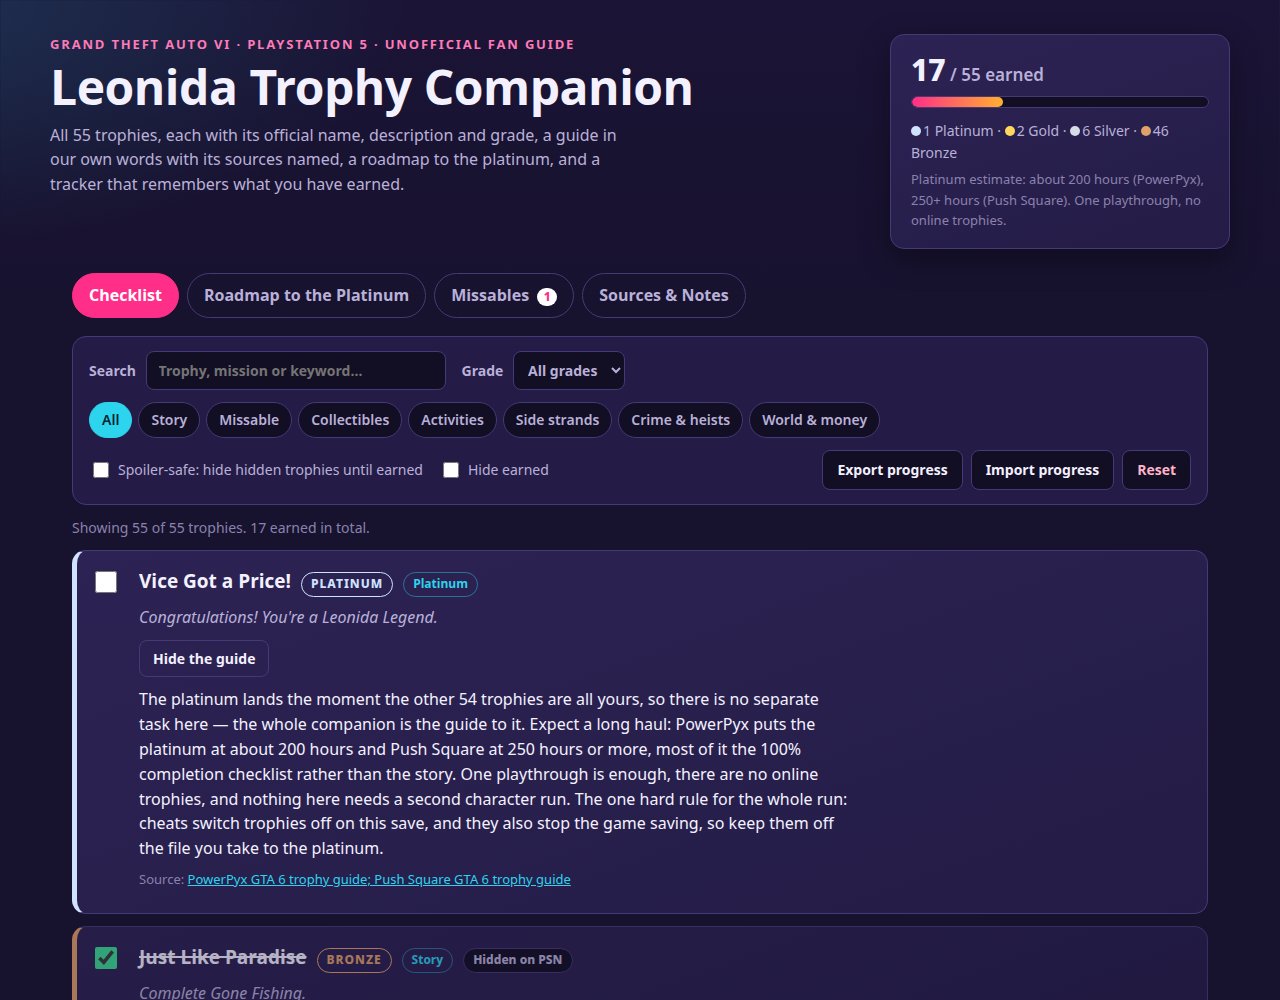 GRAND THEFT AUTO VI · PLAYSTATION 5 · UNOFFICIAL FAN GUIDE
Leonida Trophy Companion
All 55 trophies, each with its official name, description and grade, a guide in
our own words with its sources named, a roadmap to the platinum, and a
tracker that remembers what you have earned.
17 / 55 earned
1 Platinum · 2 Gold · 6 Silver · 46
Bronze
Platinum estimate: about 200 hours (PowerPyx),
250+ hours (Push Square). One playthrough, no
online trophies.
Checklist
Roadmap to the Platinum
Missables 1
Sources & Notes
Search
Trophy, mission or keyword...
Grade
All grades
All
Story
Missable
Collectibles
Activities
Side strands
Crime & heists
World & money
Spoiler-safe: hide hidden trophies until earned
Hide earned
Export progress
Import progress
Reset
Showing 55 of 55 trophies. 17 earned in total.
Vice Got a Price! PLATINUM Platinum
Congratulations! You're a Leonida Legend.
Hide the guide
The platinum lands the moment the other 54 trophies are all yours, so there is no separate
task here — the whole companion is the guide to it. Expect a long haul: PowerPyx puts the
platinum at about 200 hours and Push Square at 250 hours or more, most of it the 100%
completion checklist rather than the story. One playthrough is enough, there are no online
trophies, and nothing here needs a second character run. The one hard rule for the whole run:
cheats switch trophies off on this save, and they also stop the game saving, so keep them off
the file you take to the platinum.
Source: PowerPyx GTA 6 trophy guide; Push Square GTA 6 trophy guide
Just Like Paradise BRONZE Story Hidden on PSN
Complete Gone Fishing.